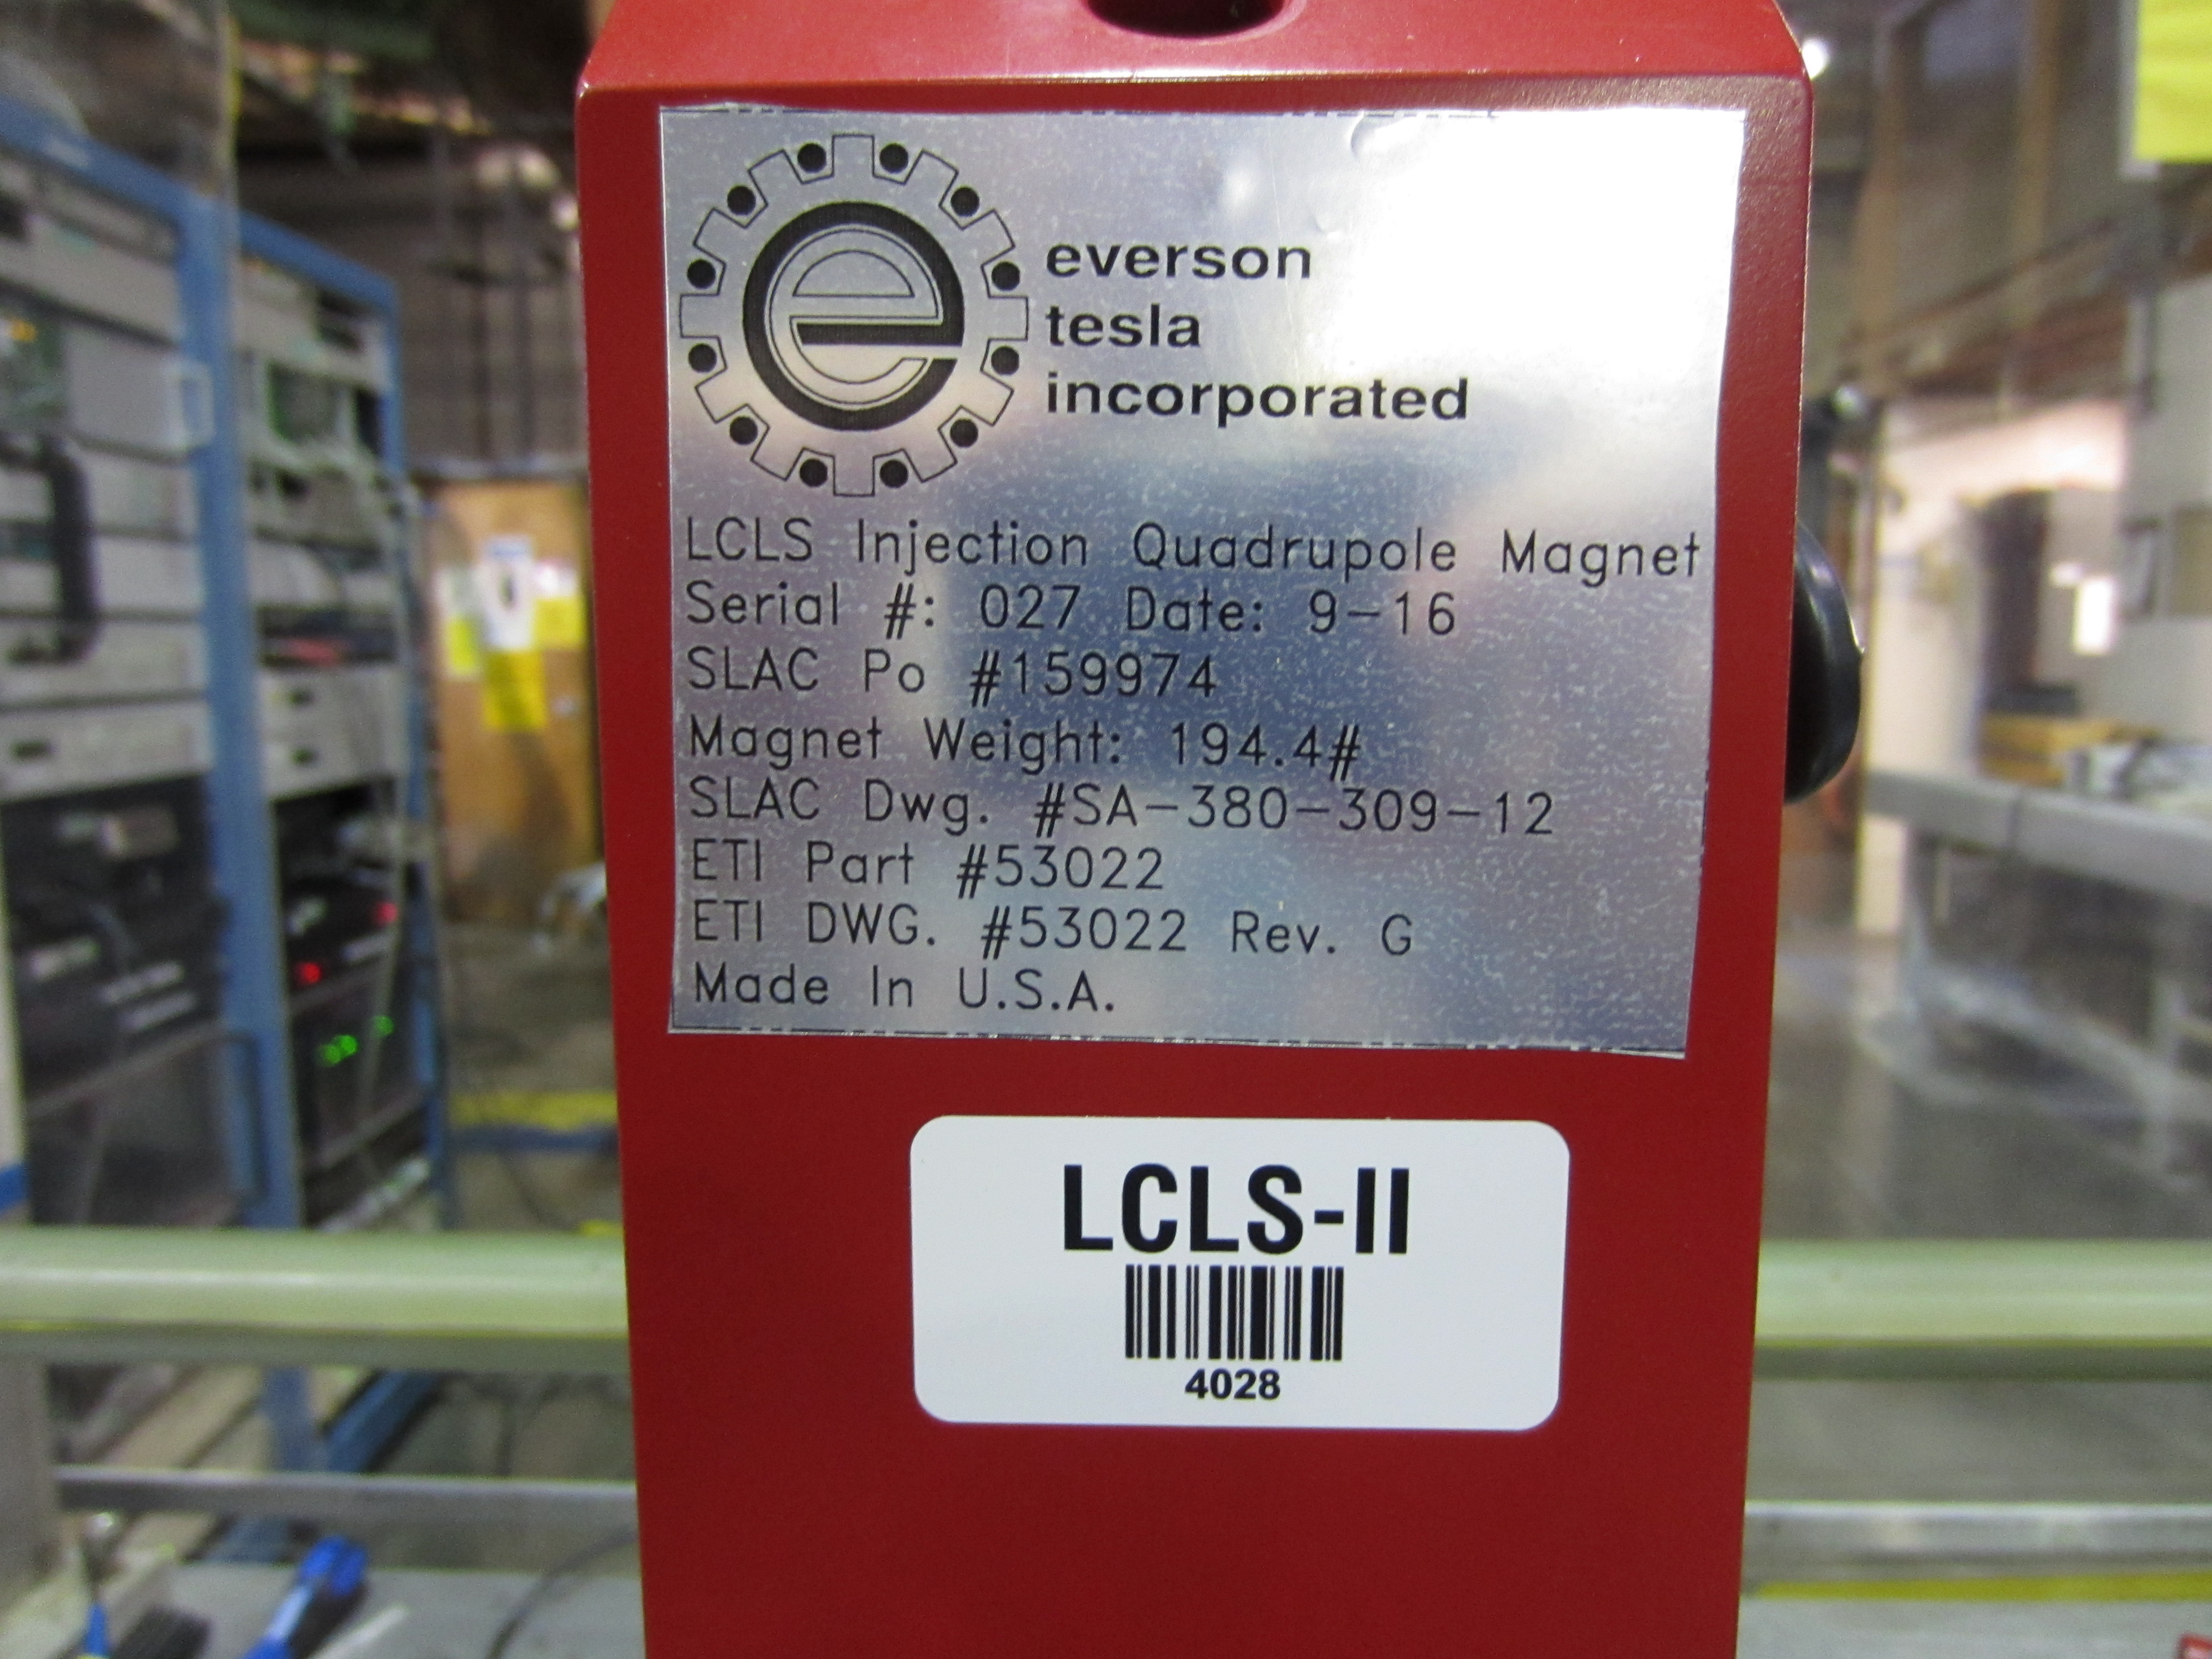 e
everson
tesla
incorporated
LCLS Injection Quadrupole Magnet
Serial #: 027 Date: 9-16
SLAC Po #159974
Magnet Weight: 194.4#
SLAC Dwg. #SA-380-309-12
ETI Part #53022
ETI DWG. #53022 Rev. G
Made In U.S.A.
LCLS-II
4028